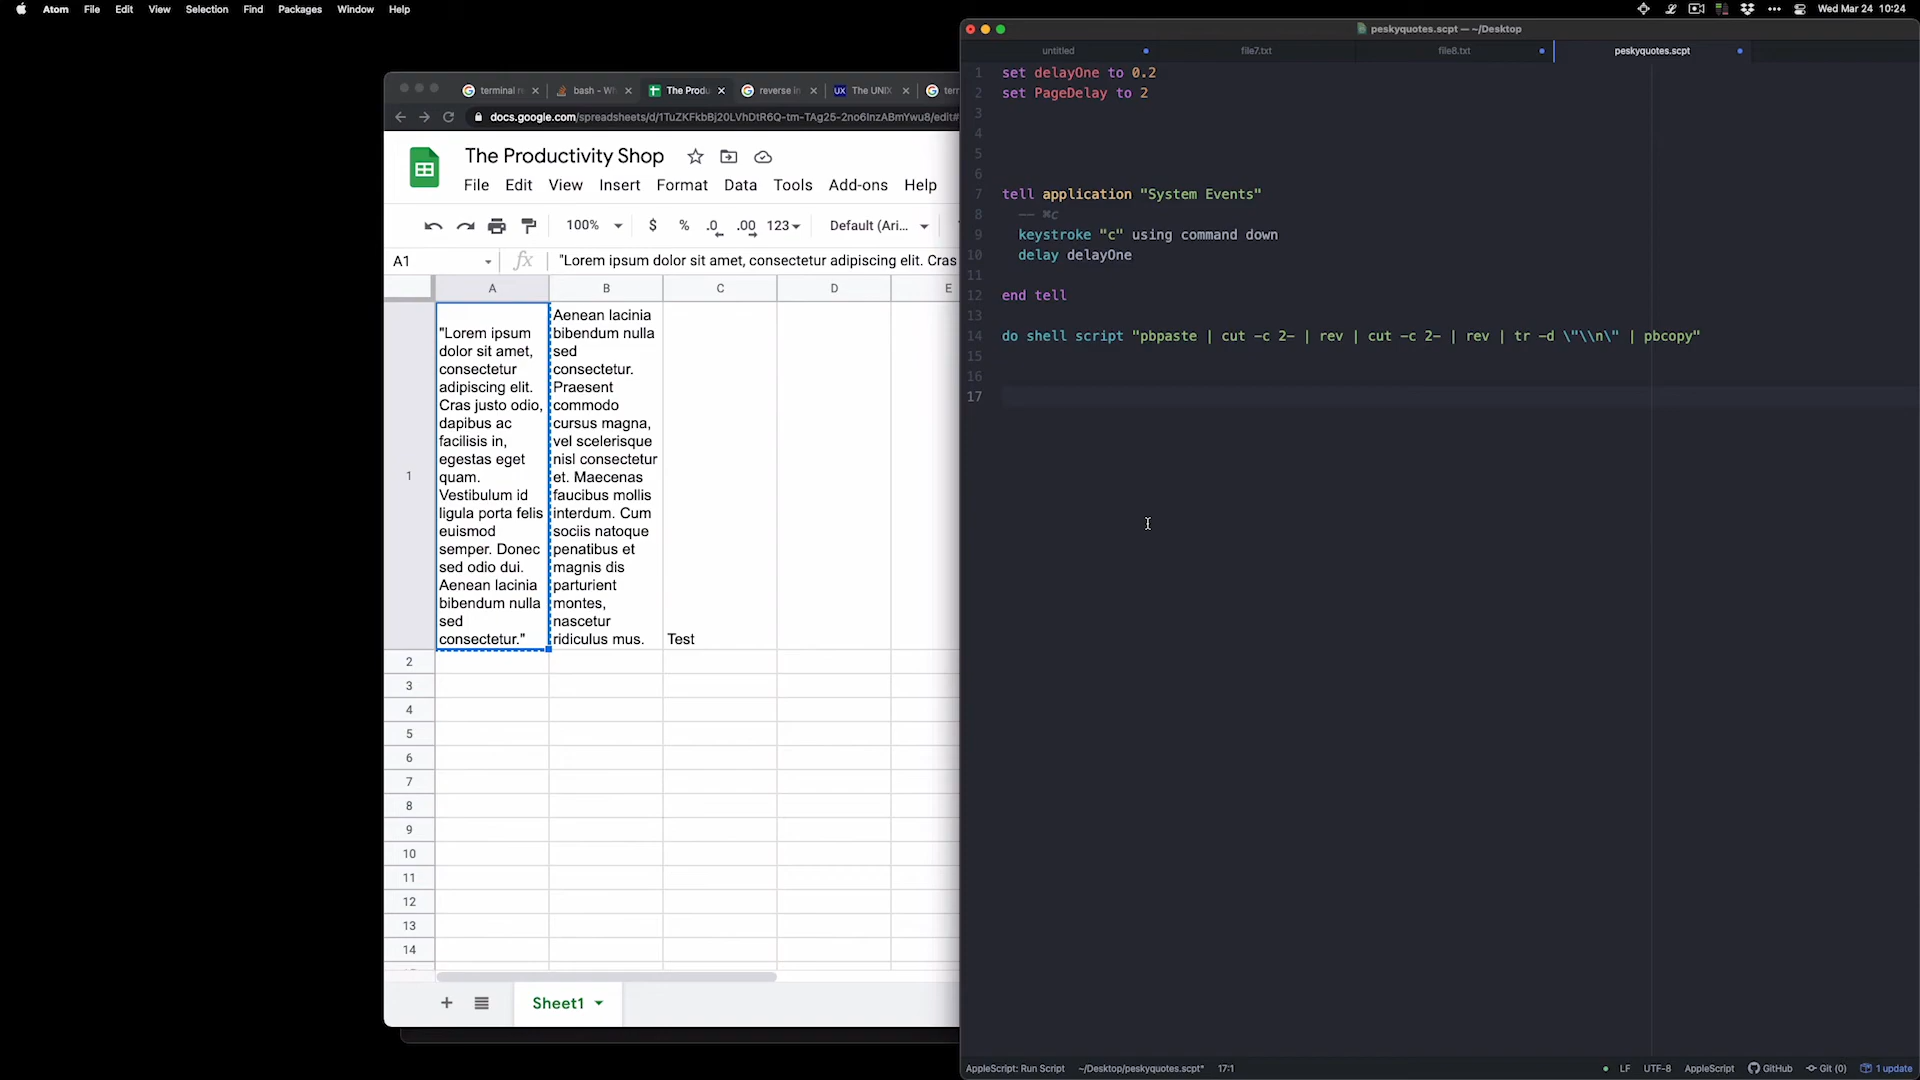 Atom File Edit View Selection Find Packages Window Help
Wed Mar 24 10:24
peskyquotes.scpt — ~/Desktop
untitled
file7.txt
file8.txt
peskyquotes.scpt
terminal r
bash - Wh
The Produ
reverse in
UX The UNIX
docs.google.com/spreadsheets/d/1TuZKFkbBj20LVhDtR6Q-tm-TAg25-2no6InzABmYwu8/edit#
The Productivity Shop
File Edit View Insert Format Data Tools Add-ons Help
100% $ % .0 .00 123 Default (Ari...
A1 fx "Lorem ipsum dolor sit amet, consectetur adipiscing elit. Cras
A B C D E
1
"Lorem ipsum
dolor sit amet,
consectetur
adipiscing elit.
Cras justo odio,
dapibus ac
facilisis in,
egestas eget
quam.
Vestibulum id
ligula porta felis
euismod
semper. Donec
sed odio dui.
Aenean lacinia
bibendum nulla
sed
consectetur."
Aenean lacinia
bibendum nulla
sed
consectetur.
Praesent
commodo
cursus magna,
vel scelerisque
nisl consectetur
et. Maecenas
faucibus mollis
interdum. Cum
sociis natoque
penatibus et
magnis dis
parturient
montes,
nascetur
ridiculus mus.
Test
2
3
4
5
6
7
8
9
10
11
12
13
14
Sheet1
1 set delayOne to 0.2
2 set PageDelay to 2
3
4
5
6
7 tell application "System Events"
8 -- ⌘c
9 keystroke "c" using command down
10 delay delayOne
11
12 end tell
13
14 do shell script "pbpaste | cut -c 2- | rev | cut -c 2- | rev | tr -d \"\\n\" | pbcopy"
15
16
17
AppleScript: Run Script ~/Desktop/peskyquotes.scpt* 17:1
LF UTF-8 AppleScript GitHub Git (0) 1 update